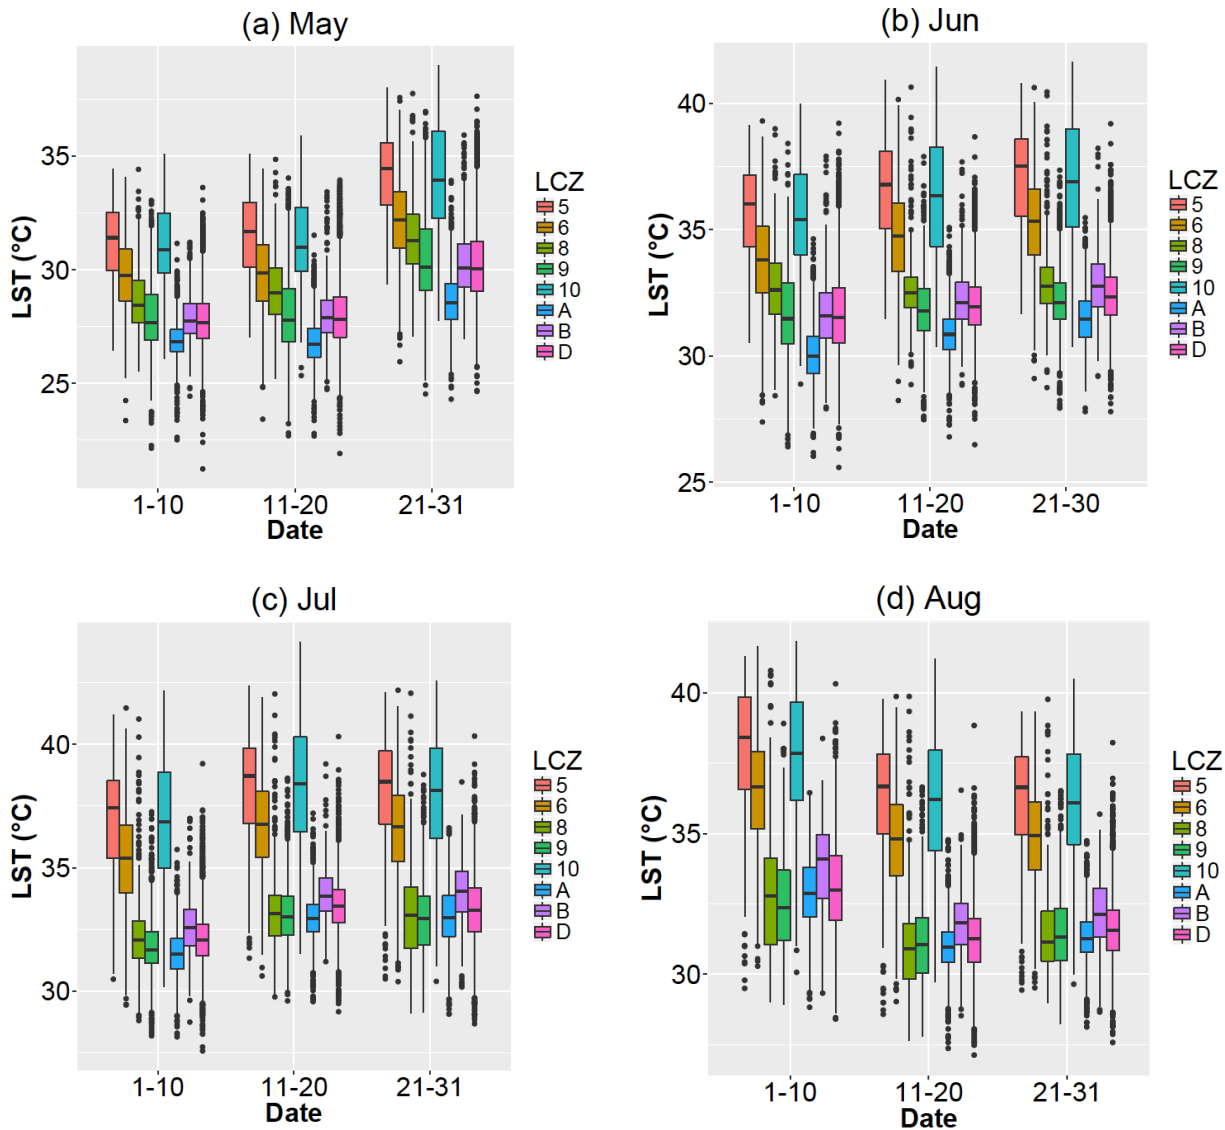 (a) May
LST (°C)
35
30
25
1-10
11-20
21-31
Date
LCZ
5
6
8
9
10
A
B
D
(b) Jun
LST (°C)
40
35
30
25
1-10
11-20
21-30
Date
LCZ
5
6
8
9
10
A
B
D
(c) Jul
LST (°C)
40
35
30
1-10
11-20
21-31
Date
LCZ
5
6
8
9
10
A
B
D
(d) Aug
LST (°C)
40
35
30
1-10
11-20
21-31
Date
LCZ
5
6
8
9
10
A
B
D